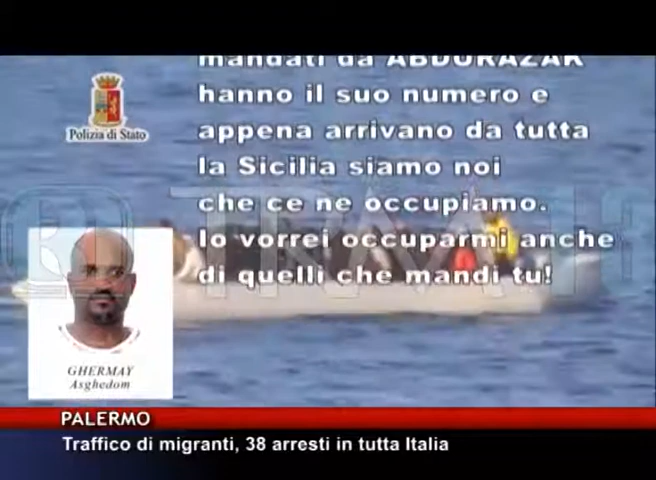 mandati da ABDURAZAK
hanno il suo numero e
appena arrivano da tutta
la Sicilia siamo noi
che ce ne occupiamo.
Io vorrei occuparmi anche
di quelli che mandi tu!
Polizia di Stato
GHERMAY
Asghedom
PALERMO
Traffico di migranti, 38 arresti in tutta Italia